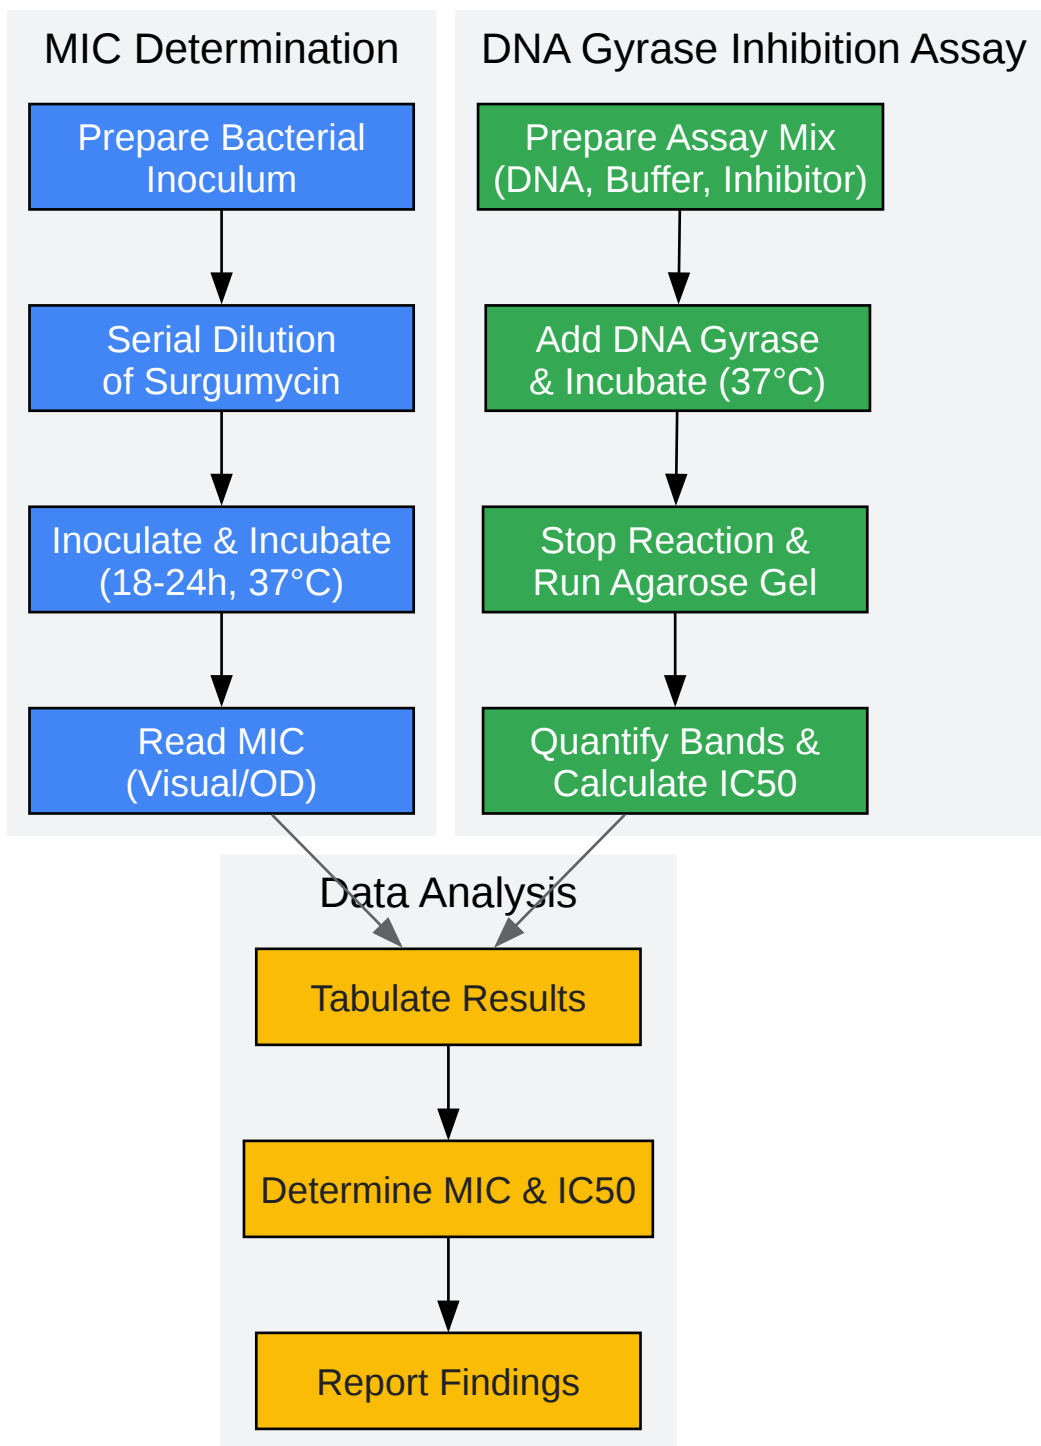 MIC Determination
Prepare Bacterial
Inoculum
Serial Dilution
of Surgumycin
Inoculate & Incubate
(18-24h, 37°C)
Read MIC
(Visual/OD)
DNA Gyrase Inhibition Assay
Prepare Assay Mix
(DNA, Buffer, Inhibitor)
Add DNA Gyrase
& Incubate (37°C)
Stop Reaction &
Run Agarose Gel
Quantify Bands &
Calculate IC50
Data Analysis
Tabulate Results
Determine MIC & IC50
Report Findings